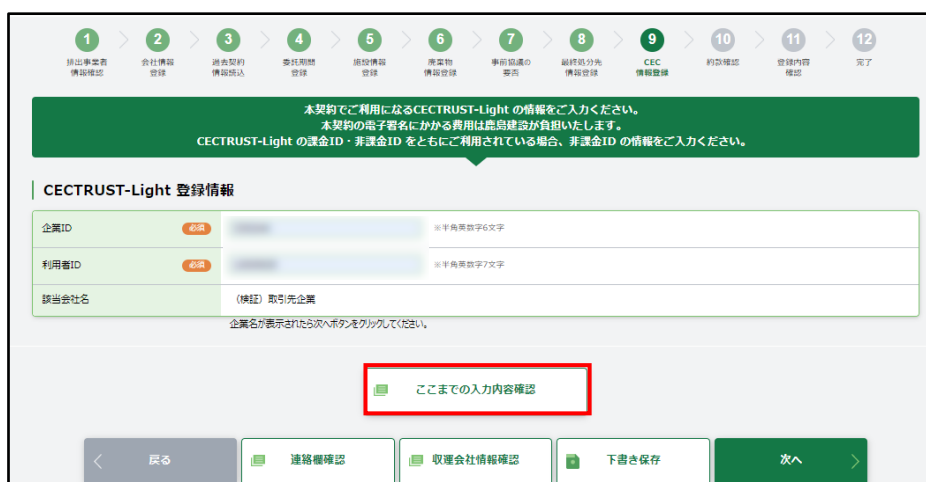 1 2 3 4 5 6 7 8 9 10 11 12
排出事業者 会社情報 過去契約 委託期間 施設情報 廃棄物 事前協議の 最終処分先 CEC 約款確認 登録内容 完了
情報確認 登録 情報読込 登録 登録 情報登録 要否 情報登録 情報登録 確認
本契約でご利用になるCECTRUST-Light の情報をご入力ください。
本契約の電子署名にかかる費用は鹿島建設が負担いたします。
CECTRUST-Light の課金ID・非課金ID をともにご利用されている場合、非課金ID の情報をご入力ください。
CECTRUST-Light 登録情報
企業ID 必須 ※半角英数字6文字
利用者ID 必須 ※半角英数字7文字
該当会社名 （検証）取引先企業
企業名が表示されたら次へボタンをクリックしてください。
ここまでの入力内容確認
戻る 連絡欄確認 収運会社情報確認 下書き保存 次へ